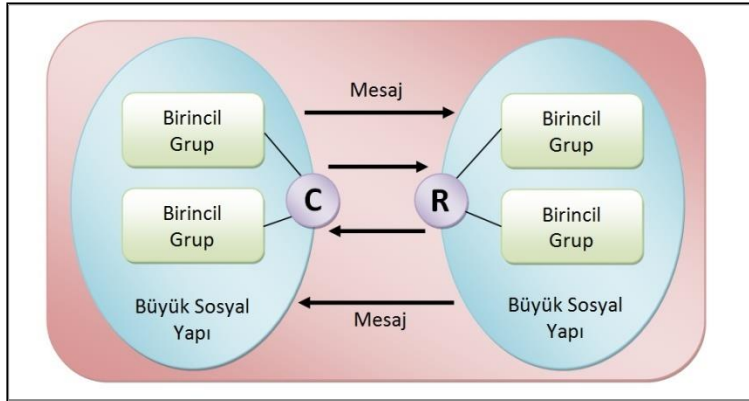 Mesaj
Birincil
Grup
Birincil
Grup
C
Büyük Sosyal
Yapı
Birincil
Grup
Birincil
Grup
R
Büyük Sosyal
Yapı
Mesaj